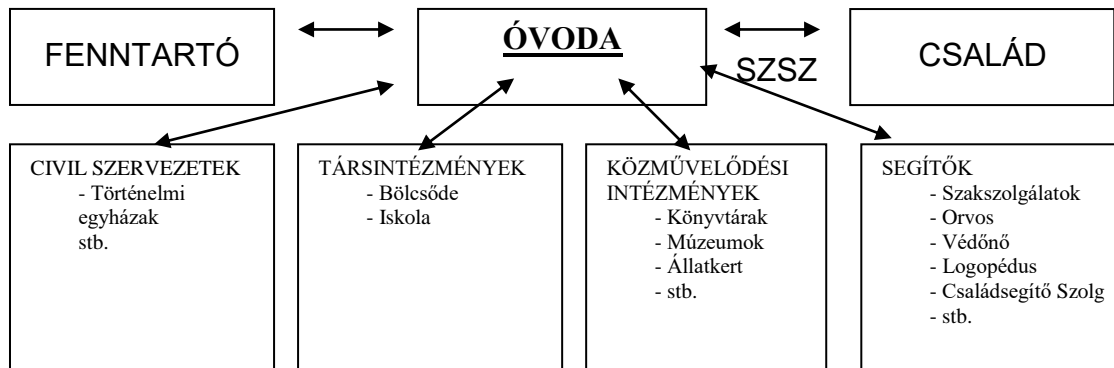 FENNTARTÓ
ÓVODA
SZSZ
CSALÁD
CIVIL SZERVEZETEK
- Történelmi
egyházak
stb.
TÁRSINTÉZMÉNYEK
- Bölcsőde
- Iskola
KÖZMŰVELŐDÉSI
INTÉZMÉNYEK
- Könyvtárak
- Múzeumok
- Állatkert
- stb.
SEGÍTŐK
- Szakszolgálatok
- Orvos
- Védőnő
- Logopédus
- Családsegítő Szolg
- stb.